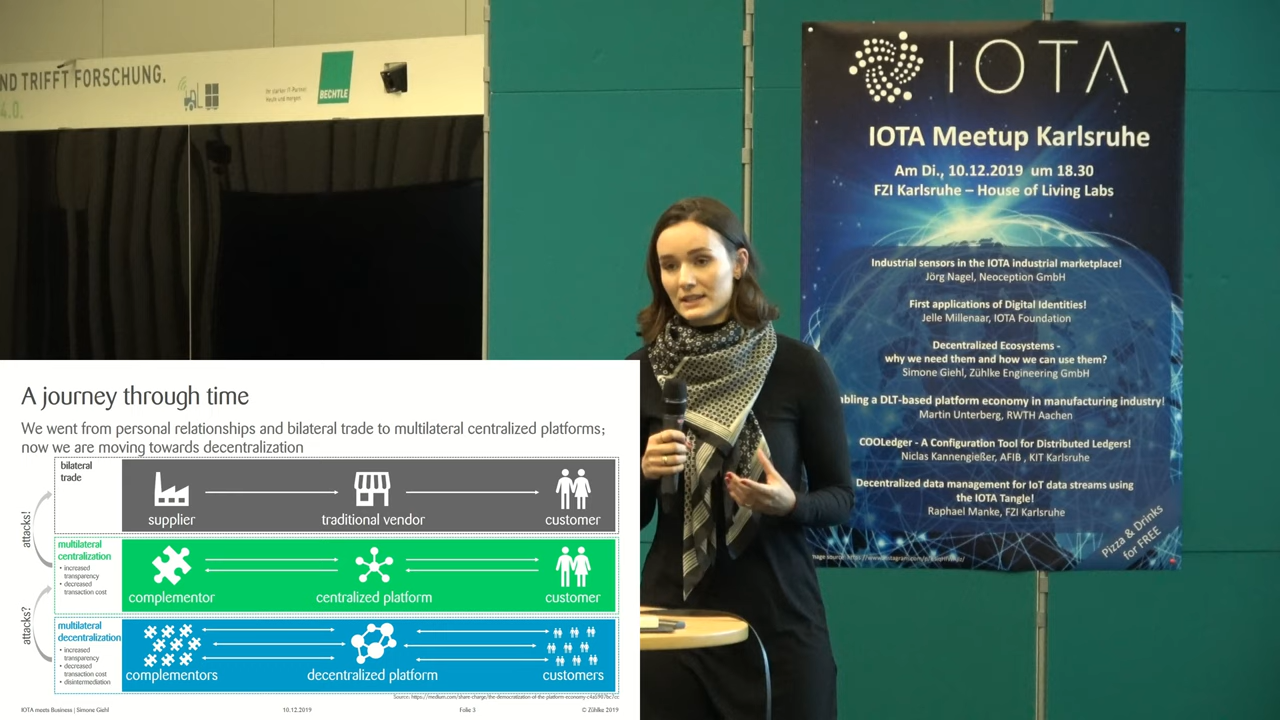 ND TRIFFT FORSCHUNG.
4.0.
Ihr starker IT-Partner.
Heute und morgen.
BECHTLE
IOTA
IOTA Meetup Karlsruhe
Am Di., 10.12.2019 um 18.30
FZI Karlsruhe – House of Living Labs
Industrial sensors in the IOTA industrial marketplace!
Jörg Nagel, Neoception GmbH
First applications of Digital Identities!
Jelle Millenaar, IOTA Foundation
Decentralized Ecosystems -
why we need them and how we can use them?
Simone Giehl, Zühlke Engineering GmbH
bling a DLT-based platform economy in manufacturing industry!
Martin Unterberg, RWTH Aachen
COOLedger - A Configuration Tool for Distributed Ledgers!
Niclas Kannengießer, AFIB , KIT Karlsruhe
Decentralized data management for IoT data streams using
the IOTA Tangle!
Raphael Manke, FZI Karlsruhe
Pizza & Drinks
for FREE
A journey through time
We went from personal relationships and bilateral trade to multilateral centralized platforms;
now we are moving towards decentralization
bilateral
trade
supplier
traditional vendor
customer
attacks!
multilateral
centralization
• increased
transparency
• decreased
transaction cost
complementor
centralized platform
customer
attacks?
multilateral
decentralization
• increased
transparency
• decreased
transaction cost
• disintermediation
complementors
decentralized platform
customers
IOTA meets Business | Simone Giehl
10.12.2019
Folie 3
© Zühlke 2019